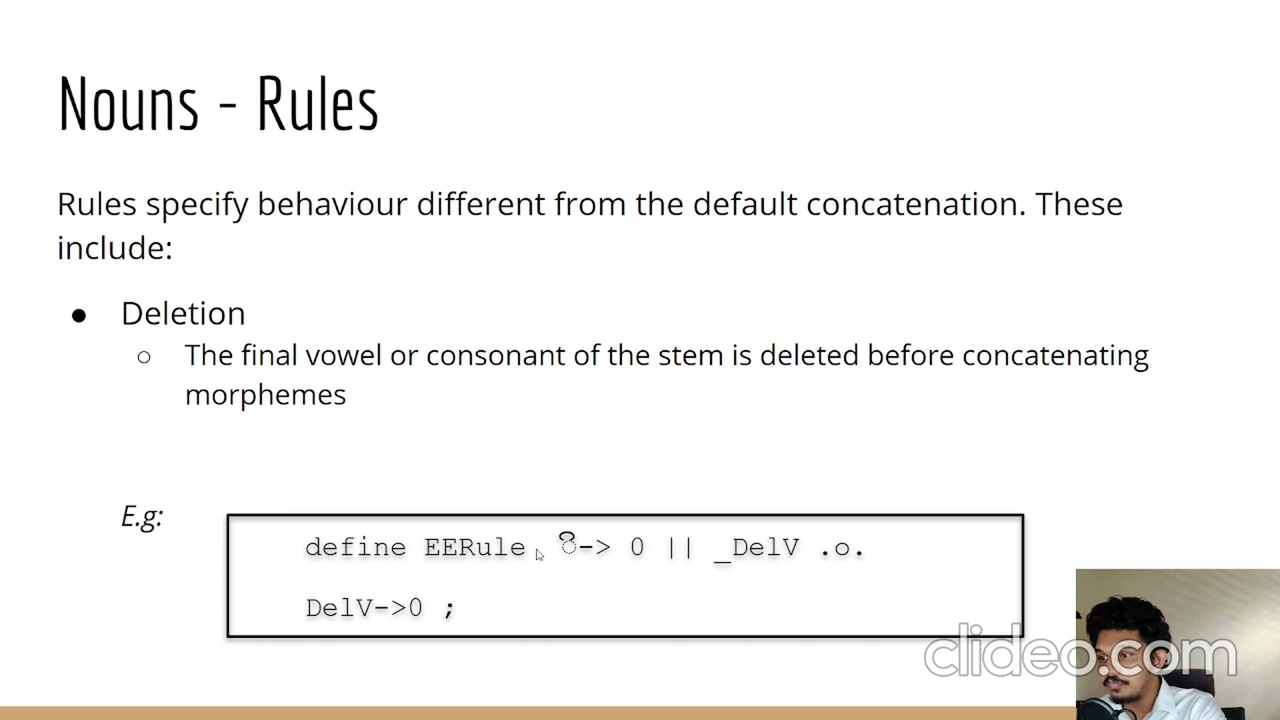 Nouns - Rules
Rules specify behaviour different from the default concatenation. These
include:
● Deletion
○ The final vowel or consonant of the stem is deleted before concatenating
morphemes
E.g:
define EERule ී-> 0 || _DelV .o.
DelV->0 ;
clideo.com